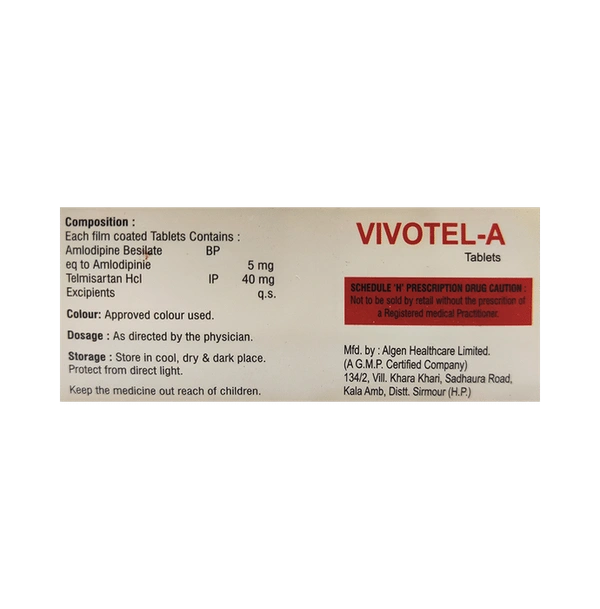 Composition :
Each film coated Tablets Contains :
Amlodipine Besilate BP
eq to Amlodipinie 5 mg
Telmisartan Hcl IP 40 mg
Excipients q.s.
Colour: Approved colour used.
Dosage : As directed by the physician.
Storage : Store in cool, dry & dark place.
Protect from direct light.
Keep the medicine out reach of children.
VIVOTEL-A
Tablets
SCHEDULE 'H' PRESCRIPTION DRUG CAUTION :
Not to be sold by retail without the prescrition of
a Registered medical Practitioner.
Mfd. by : Algen Healthcare Limited.
(A G.M.P. Certified Company)
134/2, Vill. Khara Khari, Sadhaura Road,
Kala Amb, Distt. Sirmour (H.P.)